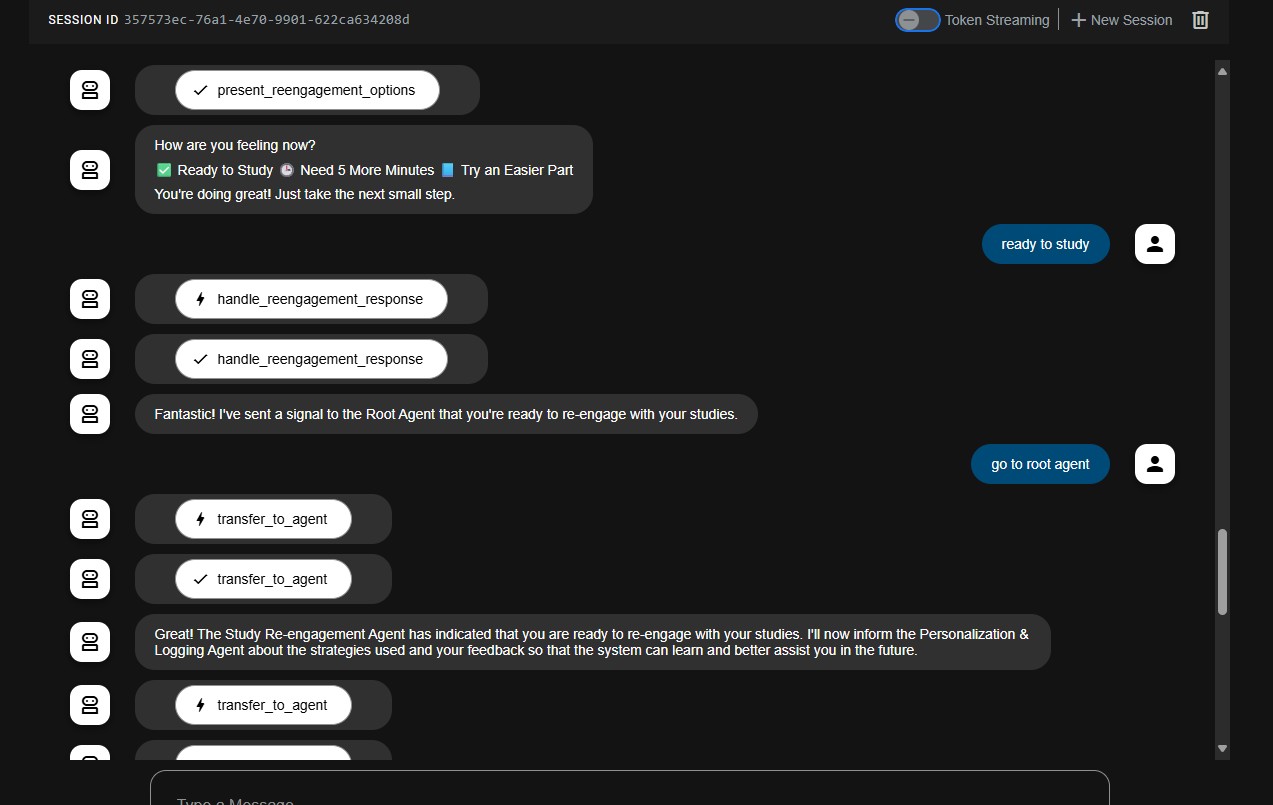 SESSION ID 357573ec-76a1-4e70-9901-622ca634208d
Token Streaming
New Session
present_reengagement_options
How are you feeling now?
✅ Ready to Study 🕒 Need 5 More Minutes 📘 Try an Easier Part
You're doing great! Just take the next small step.
ready to study
handle_reengagement_response
handle_reengagement_response
Fantastic! I've sent a signal to the Root Agent that you're ready to re-engage with your studies.
go to root agent
transfer_to_agent
transfer_to_agent
Great! The Study Re-engagement Agent has indicated that you are ready to re-engage with your studies. I'll now inform the Personalization &
Logging Agent about the strategies used and your feedback so that the system can learn and better assist you in the future.
transfer_to_agent
Type a Message